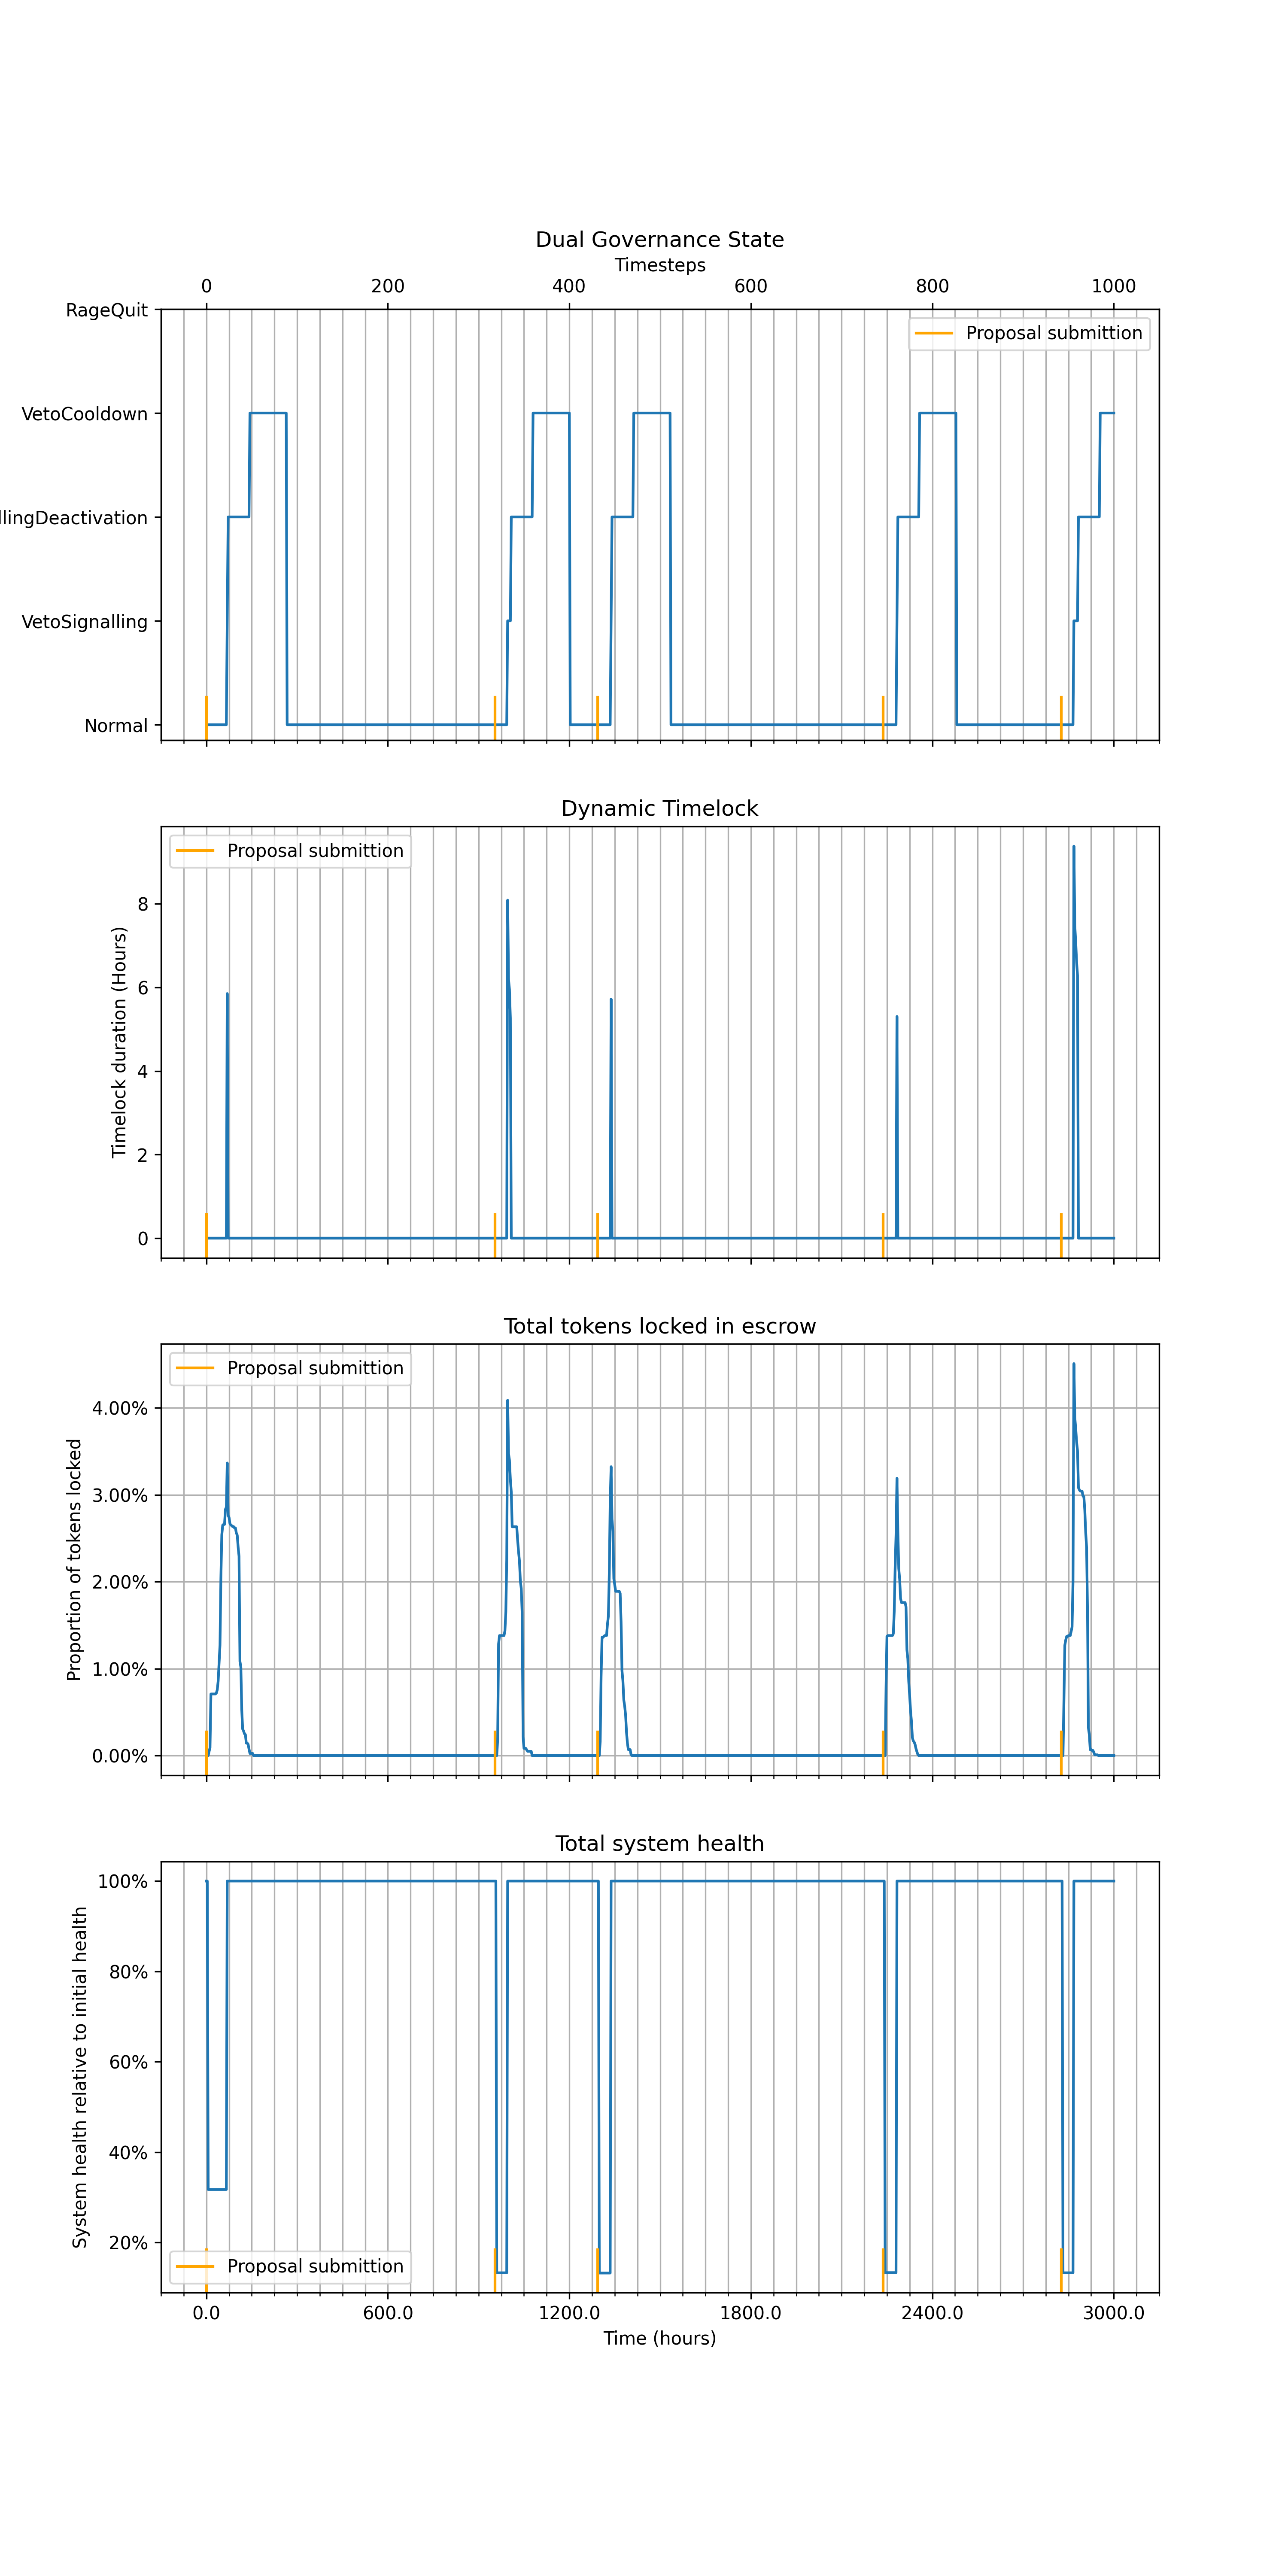 Dual Governance State
Timesteps
0 200 400 600 800 1000
RageQuit
Proposal submittion
VetoCooldown
llingDeactivation
VetoSignalling
Normal
Dynamic Timelock
Proposal submittion
Timelock duration (Hours)
8
6
4
2
0
Total tokens locked in escrow
Proposal submittion
Proportion of tokens locked
4.00%
3.00%
2.00%
1.00%
0.00%
Total system health
System health relative to initial health
100%
80%
60%
40%
20%
Proposal submittion
0.0 600.0 1200.0 1800.0 2400.0 3000.0
Time (hours)